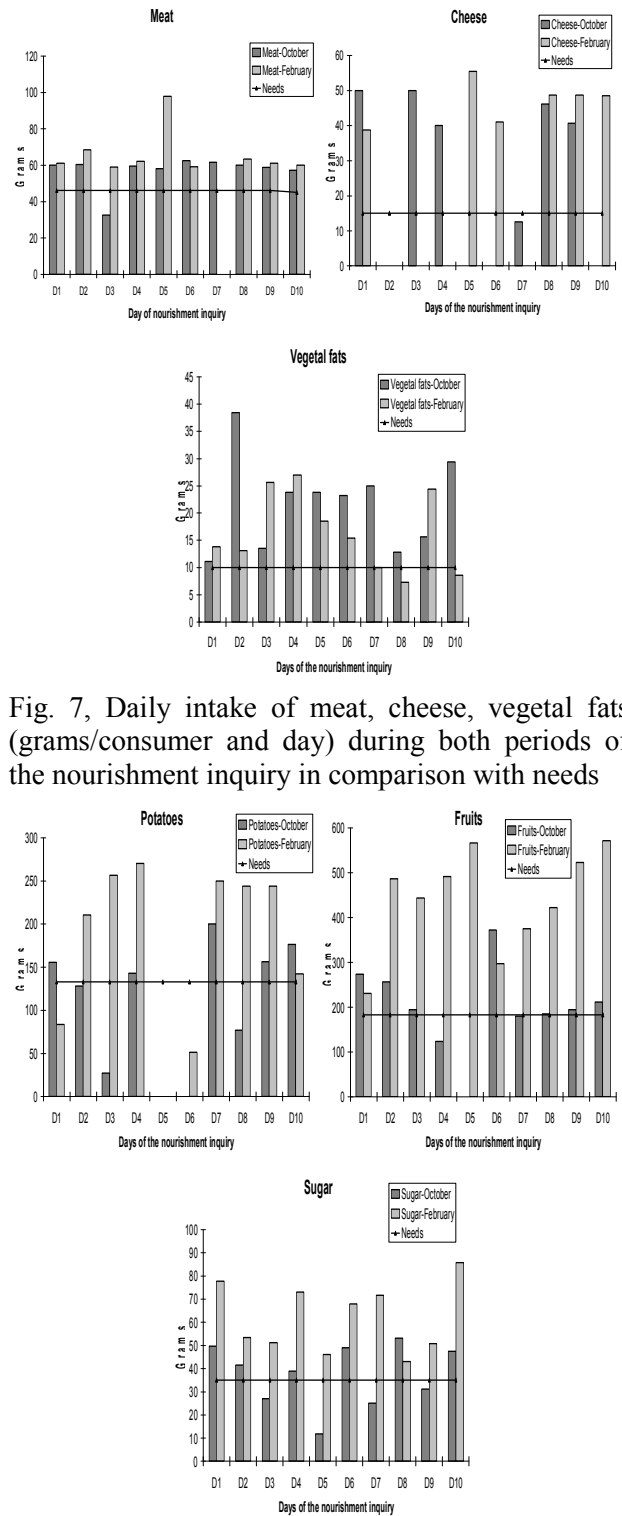 Meat
Meat-October
Meat-February
Needs
120
100
80
60
40
20
0
Grams
D1 D2 D3 D4 D5 D6 D7 D8 D9 D10
Day of nourishment inquiry
Cheese
Cheese-October
Cheese-February
Needs
60
50
40
30
20
10
0
Grams
D1 D2 D3 D4 D5 D6 D7 D8 D9 D10
Days of the nourishment inquiry
Vegetal fats
Vegetal fats-October
Vegetal fats-February
Needs
45
40
35
30
25
20
15
10
5
0
Grams
D1 D2 D3 D4 D5 D6 D7 D8 D9 D10
Days of the nourishment inquiry
Fig. 7, Daily intake of meat, cheese, vegetal fats
(grams/consumer and day) during both periods of
the nourishment inquiry in comparison with needs
Potatoes
Potatoes-October
Potatoes-February
Needs
300
250
200
150
100
50
0
Grams
D1 D2 D3 D4 D5 D6 D7 D8 D9 D10
Days of the nourishment inquiry
Fruits
Fruits-October
Fruits-February
Needs
600
500
400
300
200
100
0
Grams
D1 D2 D3 D4 D5 D6 D7 D8 D9 D10
Days of the nourishment inquiry
Sugar
Sugar-October
Sugar-February
Needs
100
90
80
70
60
50
40
30
20
10
0
Grams
D1 D2 D3 D4 D5 D6 D7 D8 D9 D10
Days of the nourishment inquiry